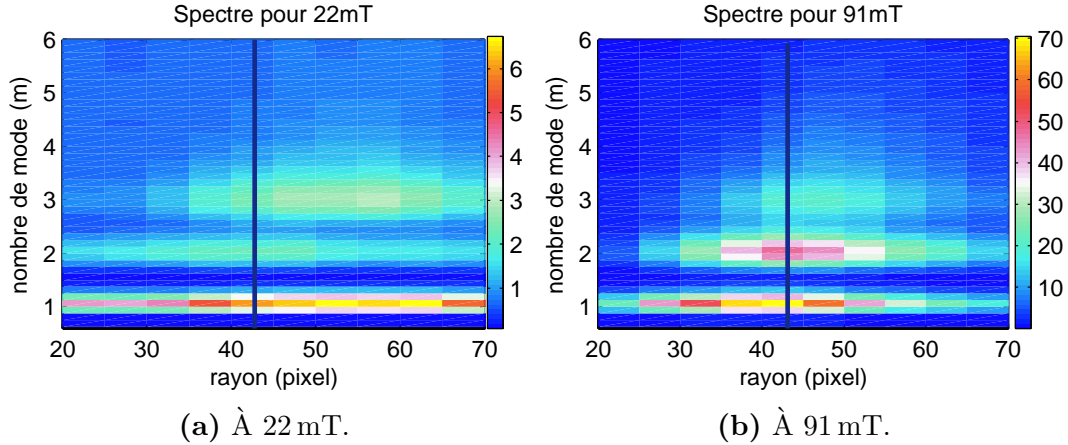 Spectre pour 22mT
6
5
4
3
2
1
nombre de mode (m)
20 30 40 50 60 70
rayon (pixel)
6
5
4
3
2
1
(a) À 22 mT.
Spectre pour 91mT
6
5
4
3
2
1
nombre de mode (m)
20 30 40 50 60 70
rayon (pixel)
70
60
50
40
30
20
10
(b) À 91 mT.